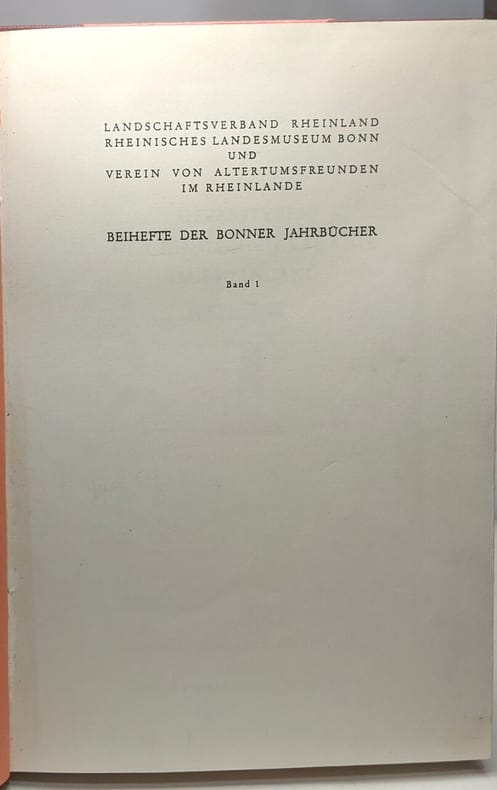 LANDSCHAFTSVERBAND RHEINLAND
RHEINISCHES LANDESMUSEUM BONN
UND
VEREIN VON ALTERTUMSFREUNDEN
IM RHEINLANDE
BEIHEFTE DER BONNER JAHRBÜCHER
Band 1